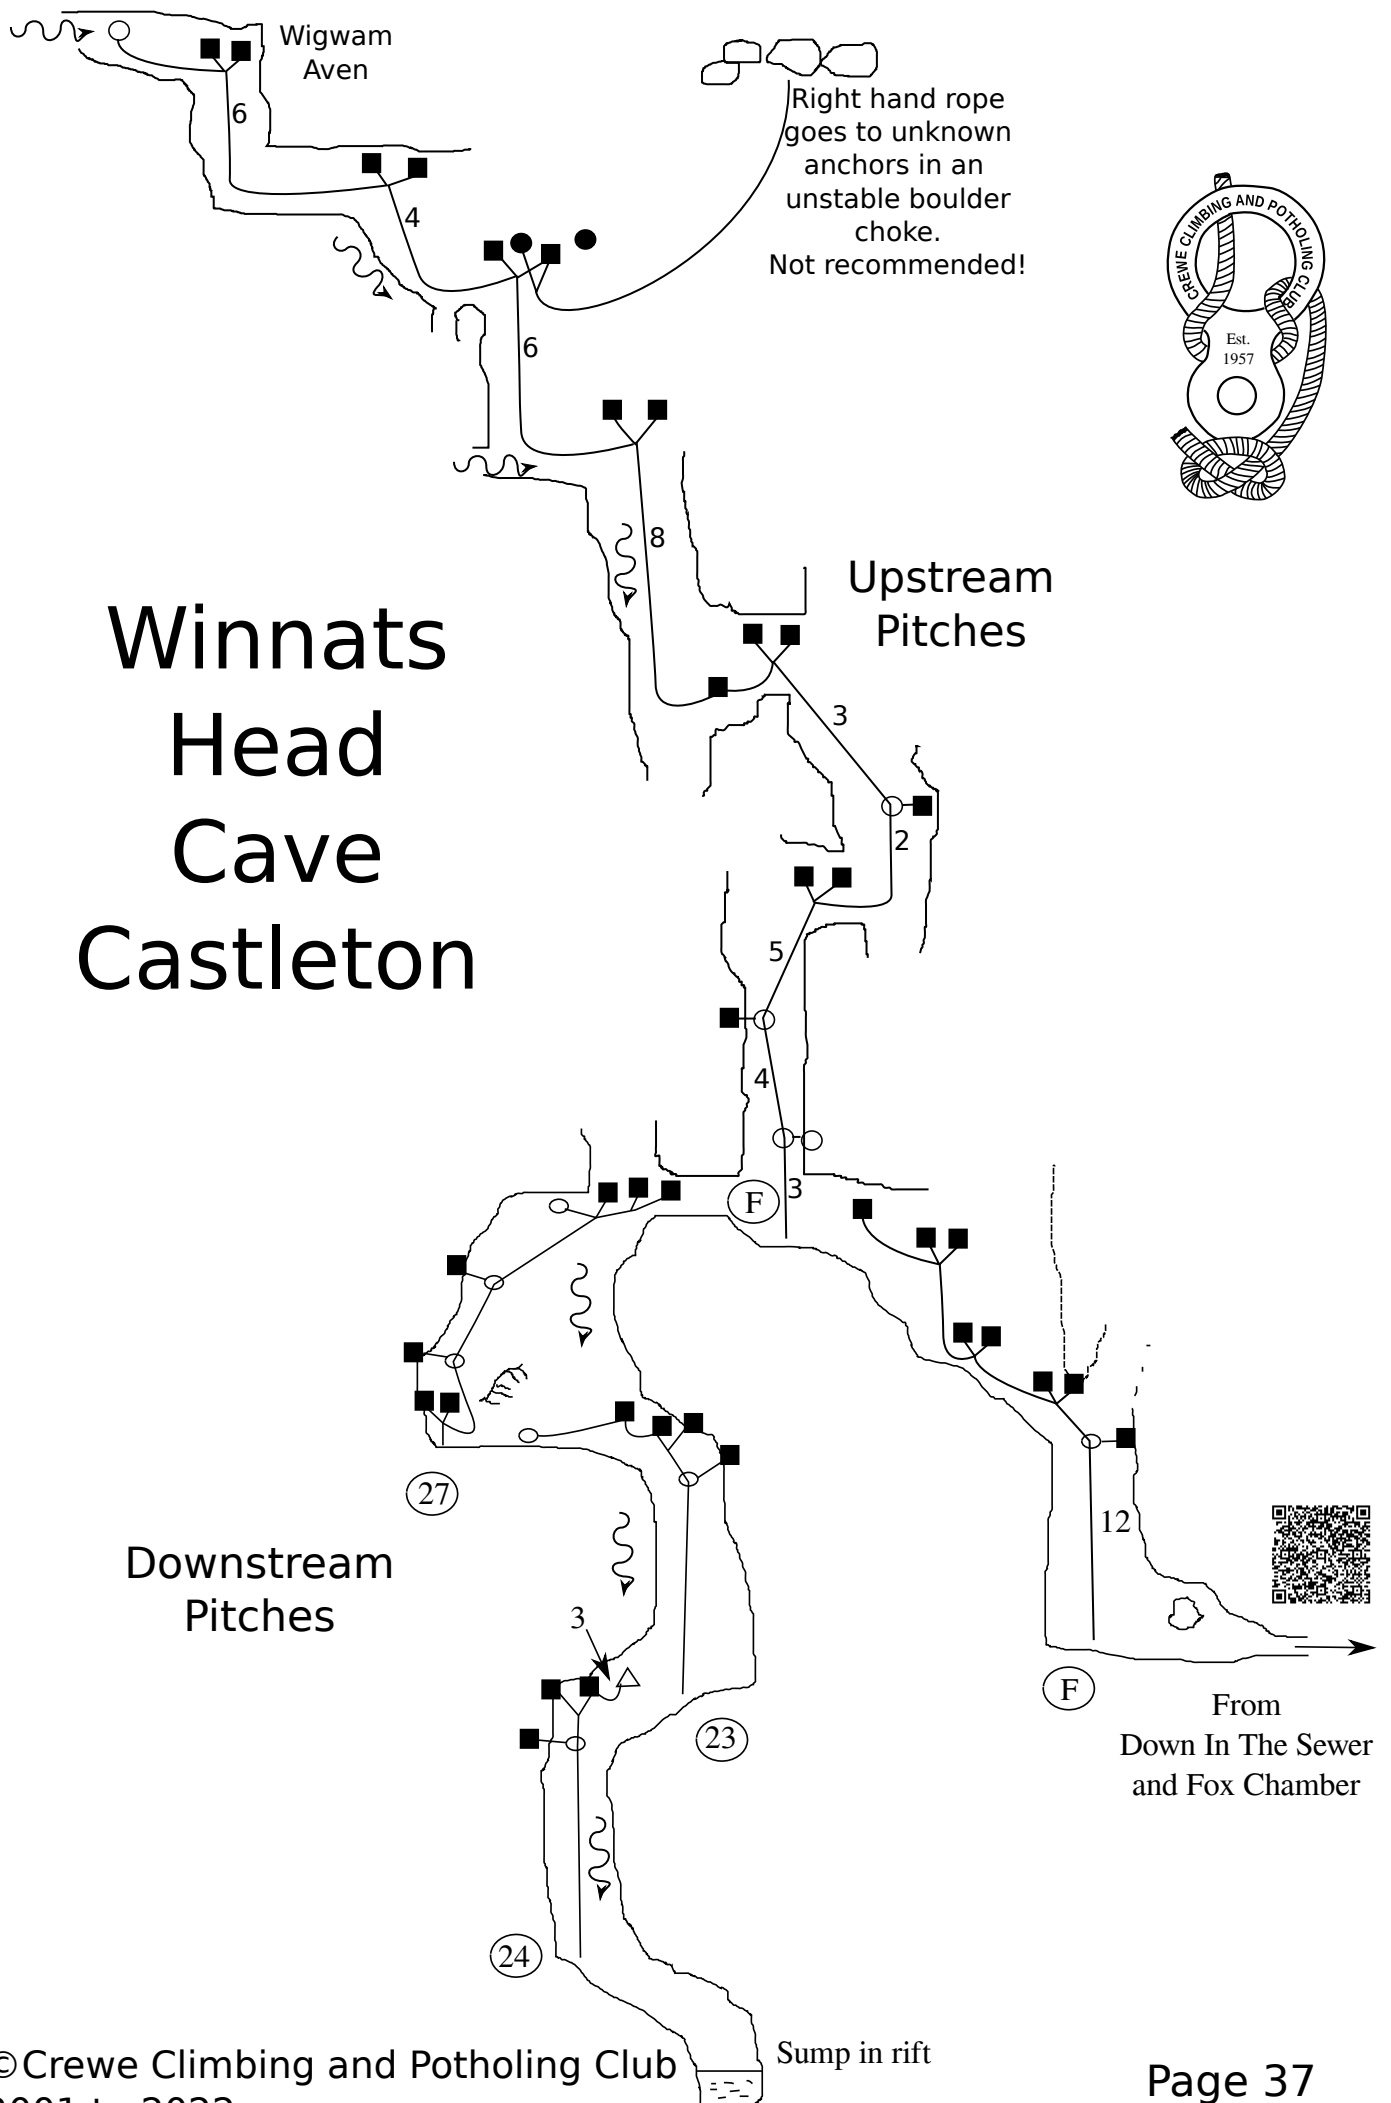 Wigwam
Aven
6
Right hand rope
goes to unknown
anchors in an
unstable boulder
choke.
Not recommended!
4
CREWE CLIMBING AND POTHOLING CLUB
Est.
1957
6
8
Upstream
Pitches
Winnats
Head
Cave
Castleton
3
2
5
4
F
3
27
12
Downstream
Pitches
3
F
23
From
Down In The Sewer
and Fox Chamber
24
Sump in rift
©Crewe Climbing and Potholing Club
Page 37